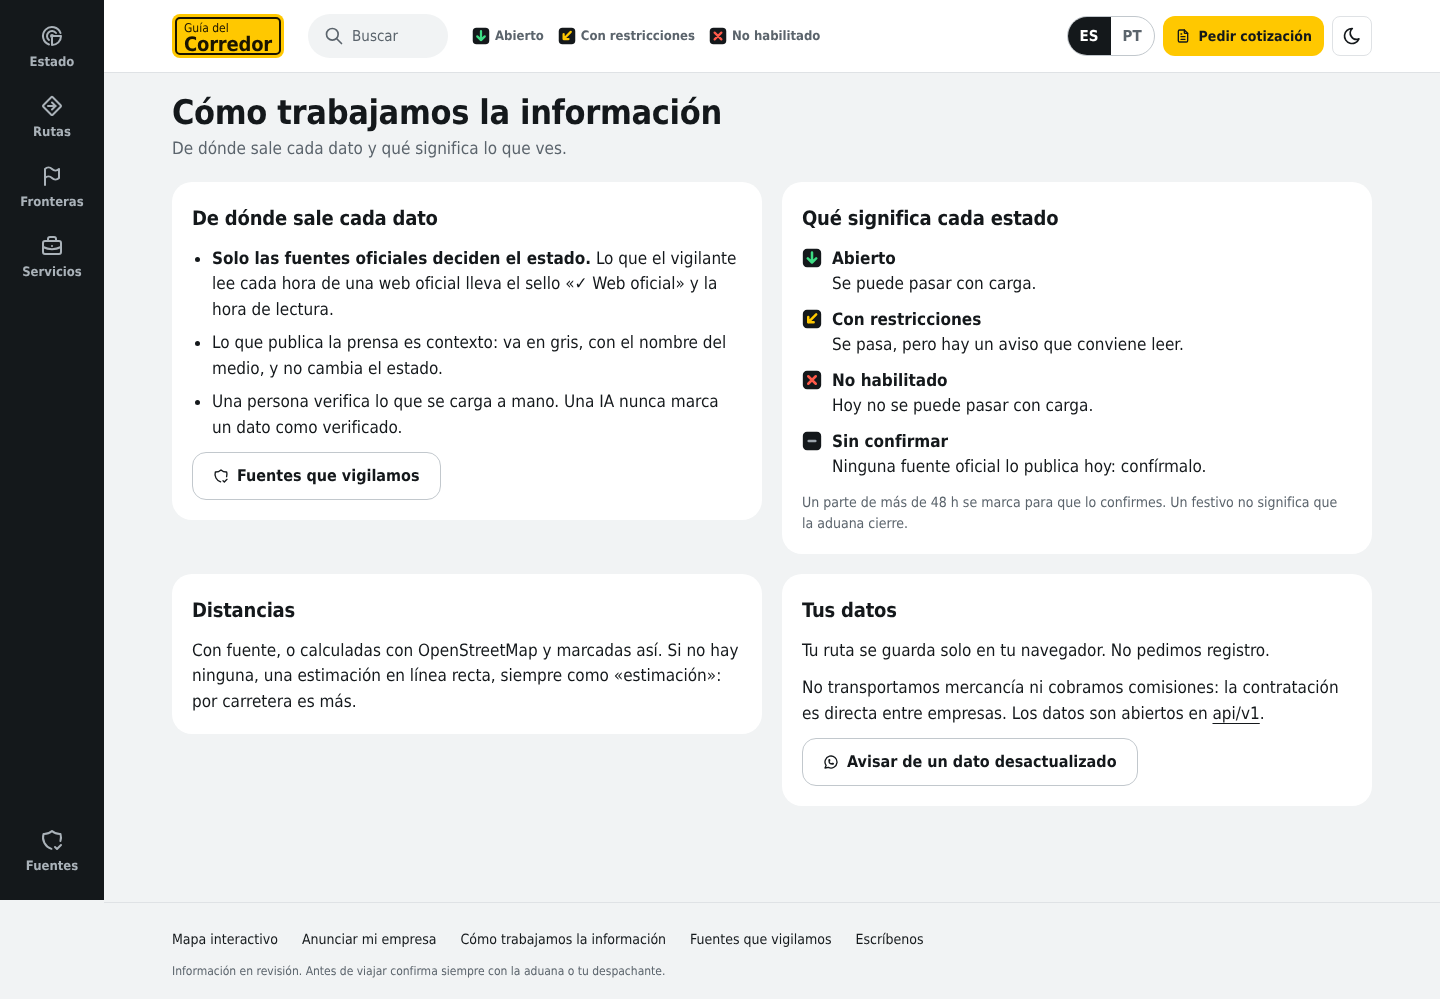 Guía del
Corredor
Buscar
Abierto
Con restricciones
No habilitado
ES
PT
Pedir cotización
Estado
Rutas
Fronteras
Servicios
Fuentes
Cómo trabajamos la información
De dónde sale cada dato y qué significa lo que ves.
De dónde sale cada dato
• Solo las fuentes oficiales deciden el estado. Lo que el vigilante
lee cada hora de una web oficial lleva el sello «✓ Web oficial» y la
hora de lectura.
• Lo que publica la prensa es contexto: va en gris, con el nombre del
medio, y no cambia el estado.
• Una persona verifica lo que se carga a mano. Una IA nunca marca
un dato como verificado.
Fuentes que vigilamos
Qué significa cada estado
Abierto
Se puede pasar con carga.
Con restricciones
Se pasa, pero hay un aviso que conviene leer.
No habilitado
Hoy no se puede pasar con carga.
Sin confirmar
Ninguna fuente oficial lo publica hoy: confírmalo.
Un parte de más de 48 h se marca para que lo confirmes. Un festivo no significa que
la aduana cierre.
Distancias
Con fuente, o calculadas con OpenStreetMap y marcadas así. Si no hay
ninguna, una estimación en línea recta, siempre como «estimación»:
por carretera es más.
Tus datos
Tu ruta se guarda solo en tu navegador. No pedimos registro.
No transportamos mercancía ni cobramos comisiones: la contratación
es directa entre empresas. Los datos son abiertos en api/v1.
Avisar de un dato desactualizado
Mapa interactivo
Anunciar mi empresa
Cómo trabajamos la información
Fuentes que vigilamos
Escríbenos
Información en revisión. Antes de viajar confirma siempre con la aduana o tu despachante.